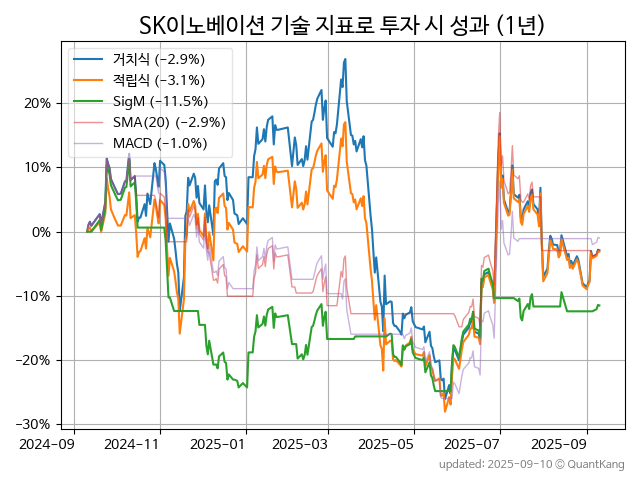 SK이노베이션 기술 지표로 투자 시 성과 (1년)
거치식 (−2.9%)
적립식 (−3.1%)
SigM (−11.5%)
SMA(20) (−2.9%)
MACD (−1.0%)
20%
10%
0%
−10%
−20%
−30%
2024−09 2024−11 2025−01 2025−03 2025−05 2025−07 2025−09
updated: 2025-09-10 © QuantKang